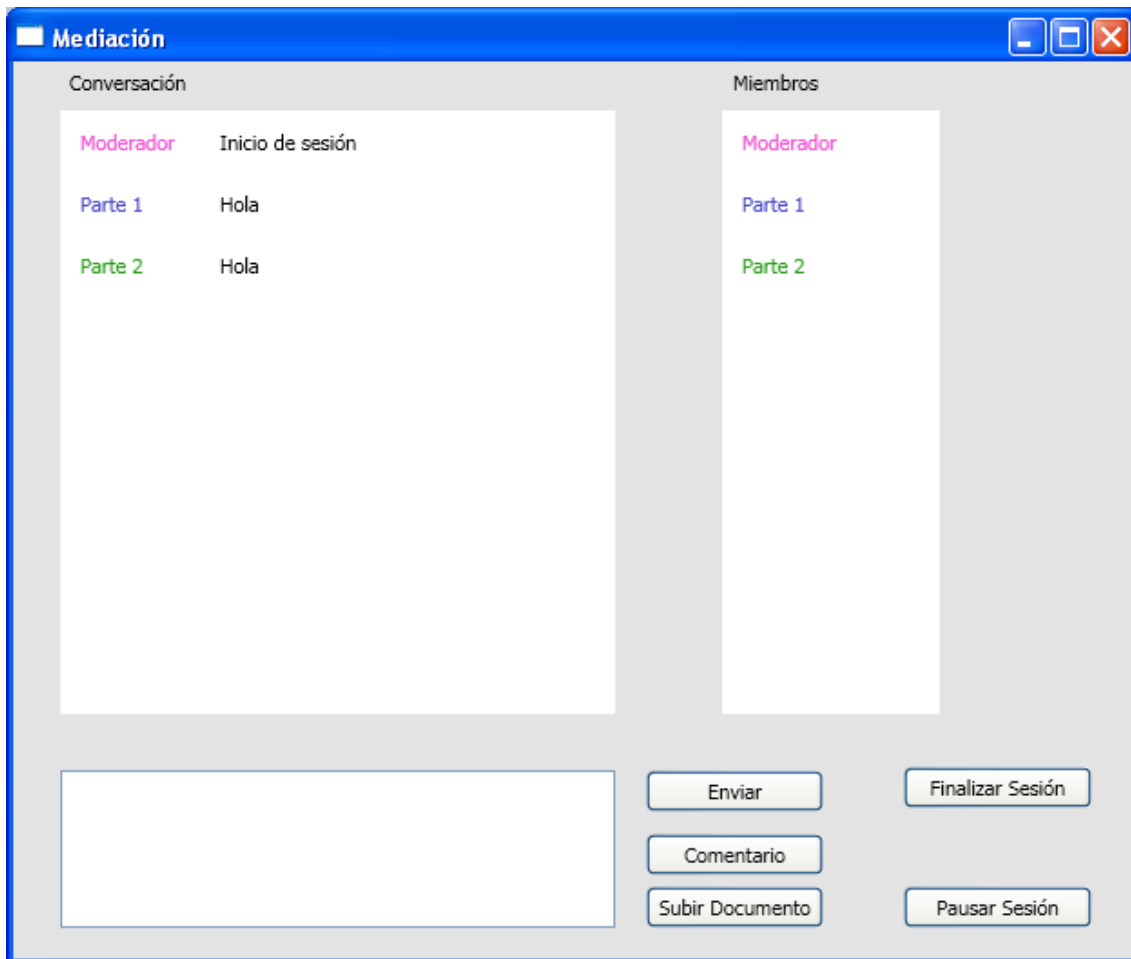 Mediación
Conversación Miembros
Moderador Inicio de sesión Moderador
Parte 1 Hola Parte 1
Parte 2 Hola Parte 2
Enviar Finalizar Sesión
Comentario
Subir Documento Pausar Sesión